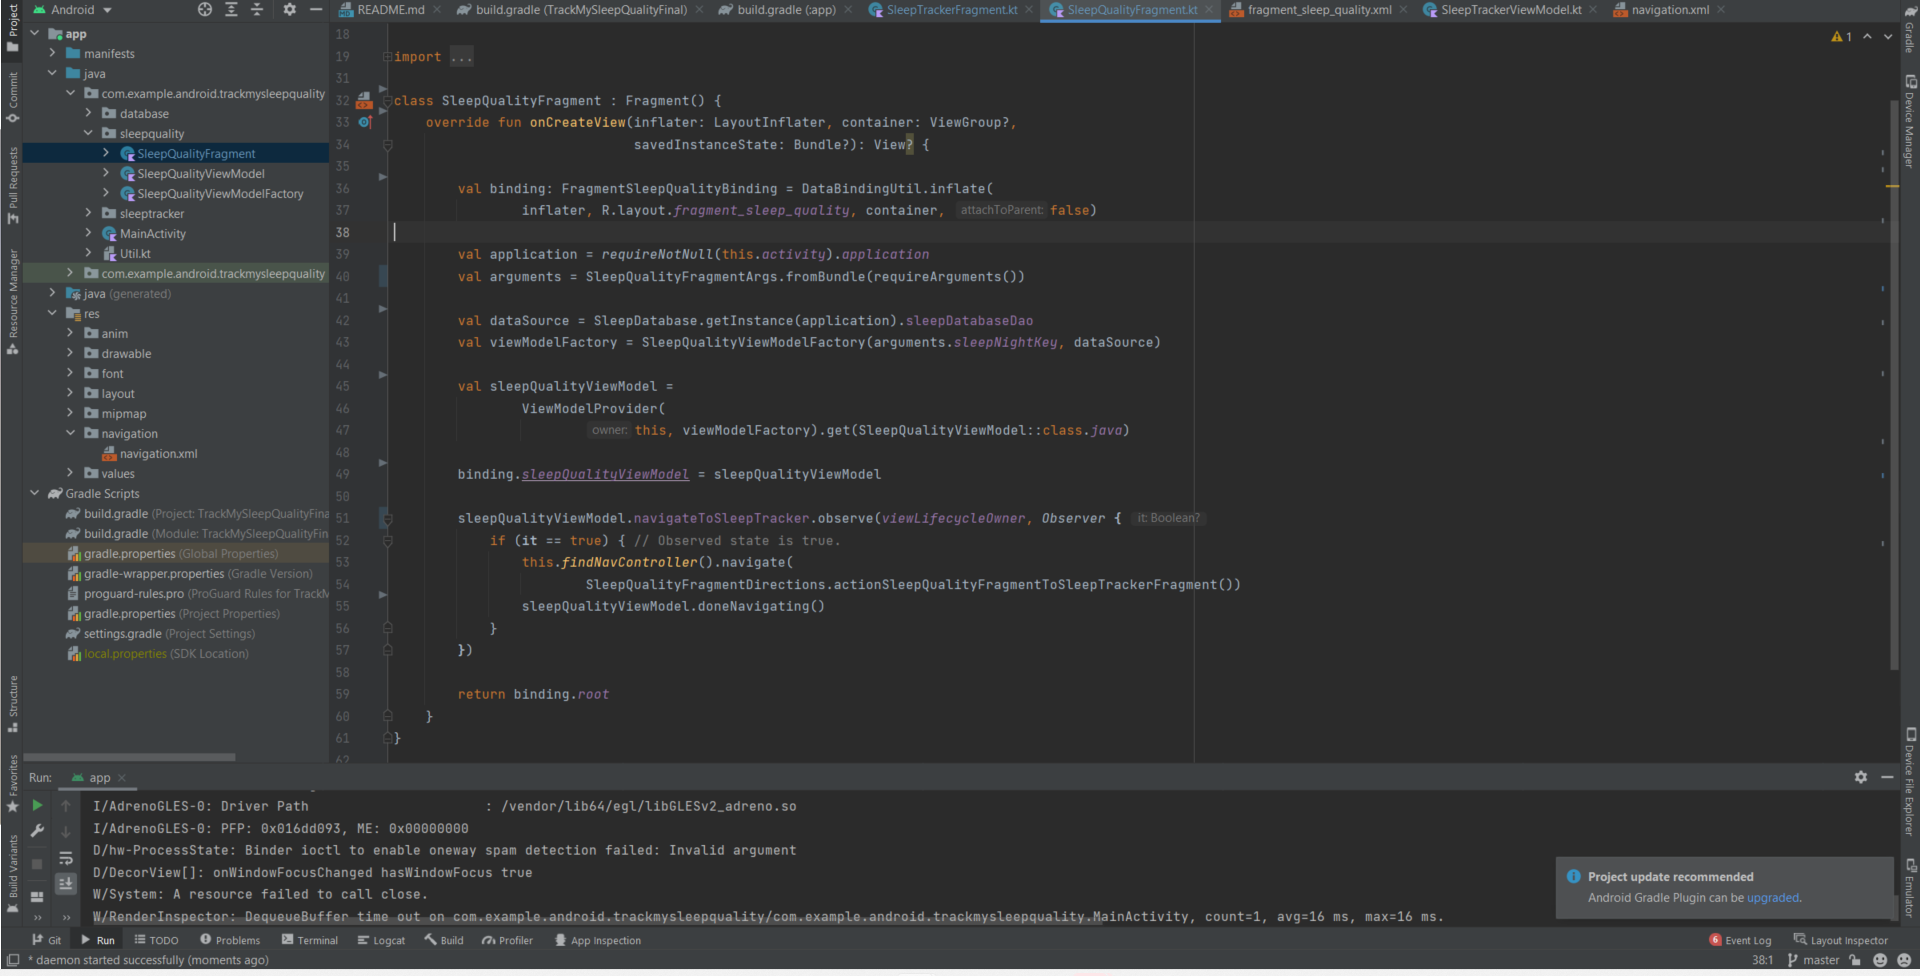 Android
README.md
build.gradle (TrackMySleepQualityFinal)
build.gradle (:app)
SleepTrackerFragment.kt
SleepQualityFragment.kt
fragment_sleep_quality.xml
SleepTrackerViewModel.kt
navigation.xml
Project
Commit
Pull Requests
Resource Manager
Structure
Favorites
Build Variants
app
manifests
java
com.example.android.trackmysleepquality
database
sleepquality
SleepQualityFragment
SleepQualityViewModel
SleepQualityViewModelFactory
sleeptracker
MainActivity
Util.kt
com.example.android.trackmysleepquality
java (generated)
res
anim
drawable
font
layout
mipmap
navigation
navigation.xml
values
Gradle Scripts
build.gradle (Project: TrackMySleepQualityFina
build.gradle (Module: TrackMySleepQualityFin
gradle.properties (Global Properties)
gradle-wrapper.properties (Gradle Version)
proguard-rules.pro (ProGuard Rules for TrackM
gradle.properties (Project Properties)
settings.gradle (Project Settings)
local.properties (SDK Location)
18
19 import ...
31
32 class SleepQualityFragment : Fragment() {
33 override fun onCreateView(inflater: LayoutInflater, container: ViewGroup?,
34 savedInstanceState: Bundle?): View? {
35
36 val binding: FragmentSleepQualityBinding = DataBindingUtil.inflate(
37 inflater, R.layout.fragment_sleep_quality, container, attachToParent: false)
38
39 val application = requireNotNull(this.activity).application
40 val arguments = SleepQualityFragmentArgs.fromBundle(requireArguments())
41
42 val dataSource = SleepDatabase.getInstance(application).sleepDatabaseDao
43 val viewModelFactory = SleepQualityViewModelFactory(arguments.sleepNightKey, dataSource)
44
45 val sleepQualityViewModel =
46 ViewModelProvider(
47 owner: this, viewModelFactory).get(SleepQualityViewModel::class.java)
48
49 binding.sleepQualityViewModel = sleepQualityViewModel
50
51 sleepQualityViewModel.navigateToSleepTracker.observe(viewLifecycleOwner, Observer { it: Boolean?
52 if (it == true) { // Observed state is true.
53 this.findNavController().navigate(
54 SleepQualityFragmentDirections.actionSleepQualityFragmentToSleepTrackerFragment())
55 sleepQualityViewModel.doneNavigating()
56 }
57 })
58
59 return binding.root
60 }
61 }
62
1
Gradle
Device Manager
Device File Explorer
Emulator
Run: app
I/AdrenoGLES-0: Driver Path : /vendor/lib64/egl/libGLESv2_adreno.so
I/AdrenoGLES-0: PFP: 0x016dd093, ME: 0x00000000
D/hw-ProcessState: Binder ioctl to enable oneway spam detection failed: Invalid argument
D/DecorView[]: onWindowFocusChanged hasWindowFocus true
W/System: A resource failed to call close.
W/RenderInspector: DequeueBuffer time out on com.example.android.trackmysleepquality/com.example.android.trackmysleepquality.MainActivity, count=1, avg=16 ms, max=16 ms.
Project update recommended
Android Gradle Plugin can be upgraded.
Git Run TODO Problems Terminal Logcat Build Profiler App Inspection
6 Event Log Layout Inspector
* daemon started successfully (moments ago)
38:1 master